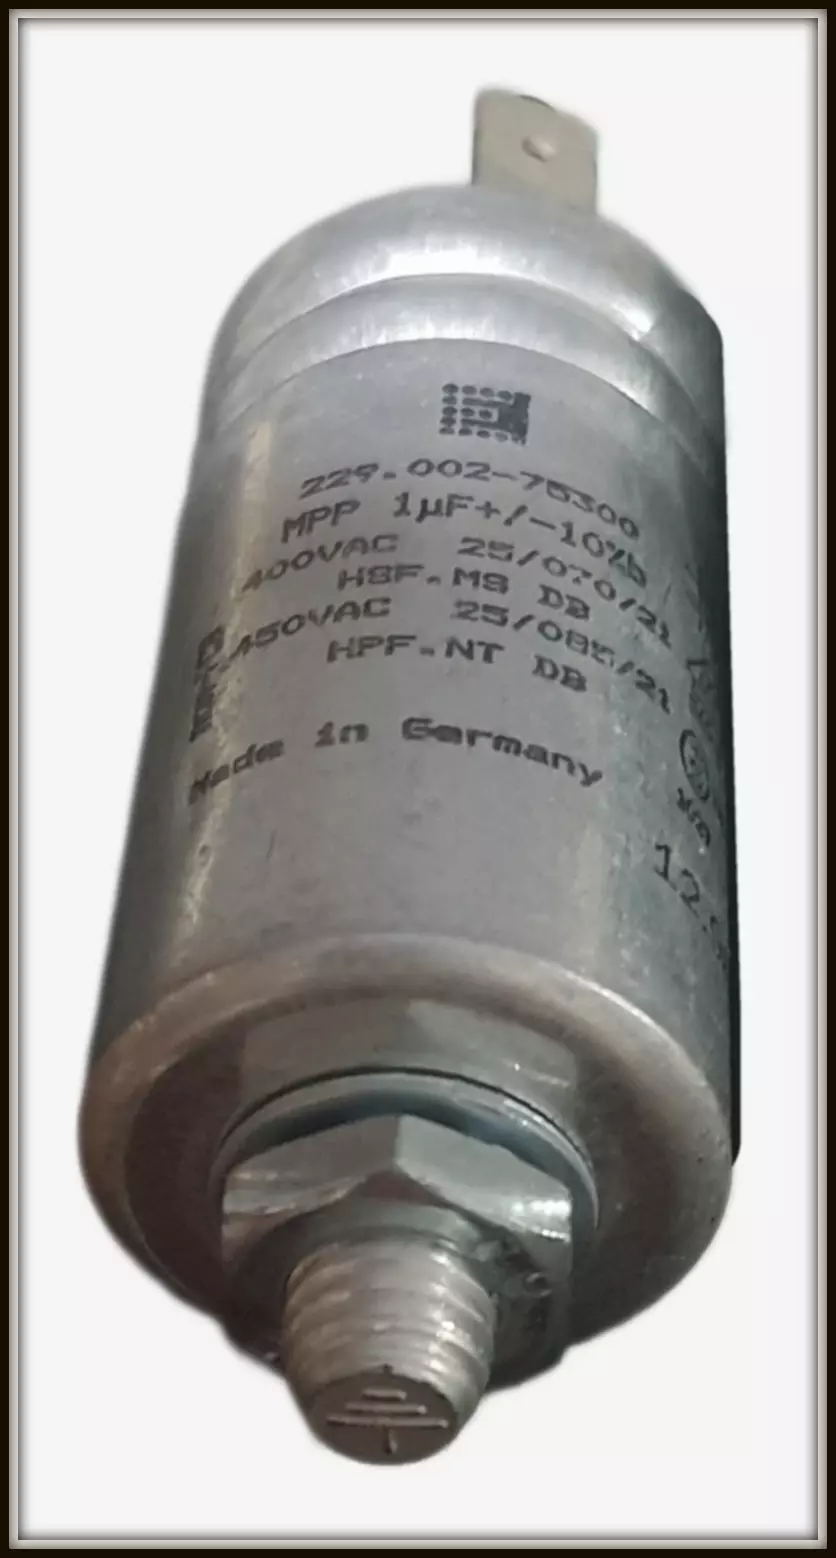 229.002-75300
MPP 1µF+/-10%b
400VAC 25/070/21
HSF.MS DB
450VAC 25/085/21
HPF.NT DB
Made in Germany
12.